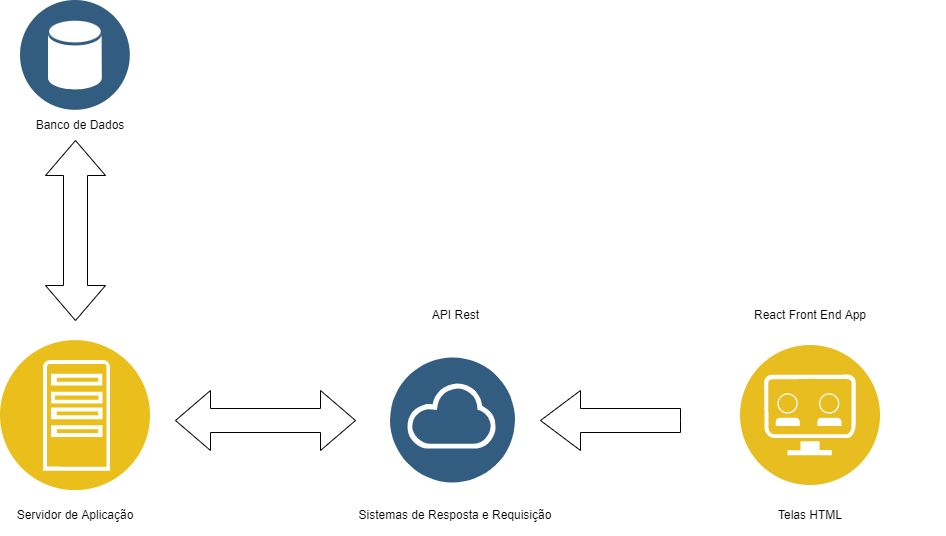 Banco de Dados
API Rest
React Front End App
Servidor de Aplicação
Sistemas de Resposta e Requisição
Telas HTML